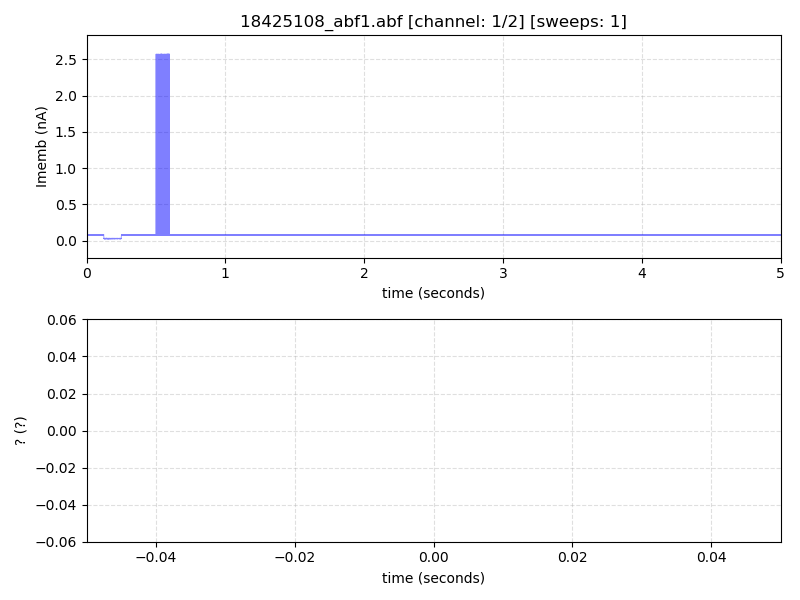 18425108_abf1.abf [channel: 1/2] [sweeps: 1]
Imemb (nA)
2.5
2.0
1.5
1.0
0.5
0.0
0 1 2 3 4 5
time (seconds)
? (?)
0.06
0.04
0.02
0.00
−0.02
−0.04
−0.06
−0.04 −0.02 0.00 0.02 0.04
time (seconds)